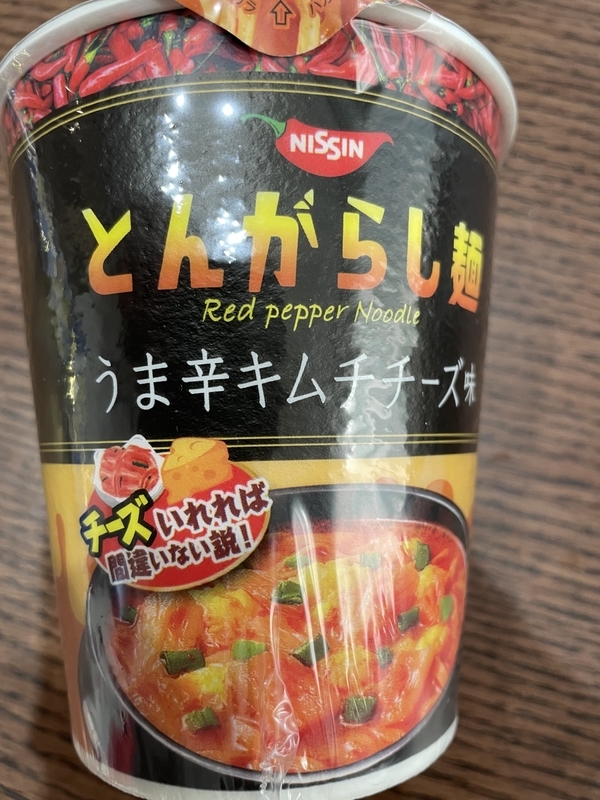 NISSIN
とんがらし麺
Red pepper Noodle
うま辛キムチチーズ味
チーズいれれば
間違いない説!